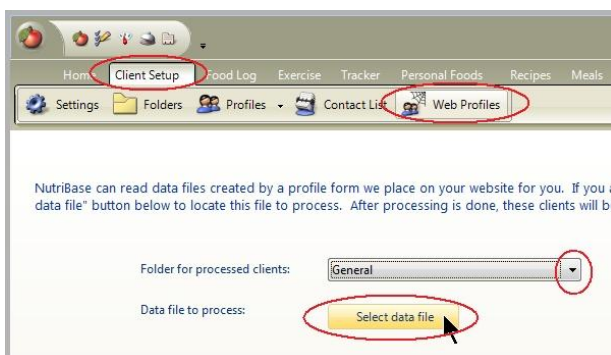 Home Client Setup Food Log Exercise Tracker Personal Foods Recipes Meals
Settings Folders Profiles Contact List Web Profiles
NutriBase can read data files created by a profile form we place on your website for you. If you
data file" button below to locate this file to process. After processing is done, these clients will
Folder for processed clients: General
Data file to process: Select data file